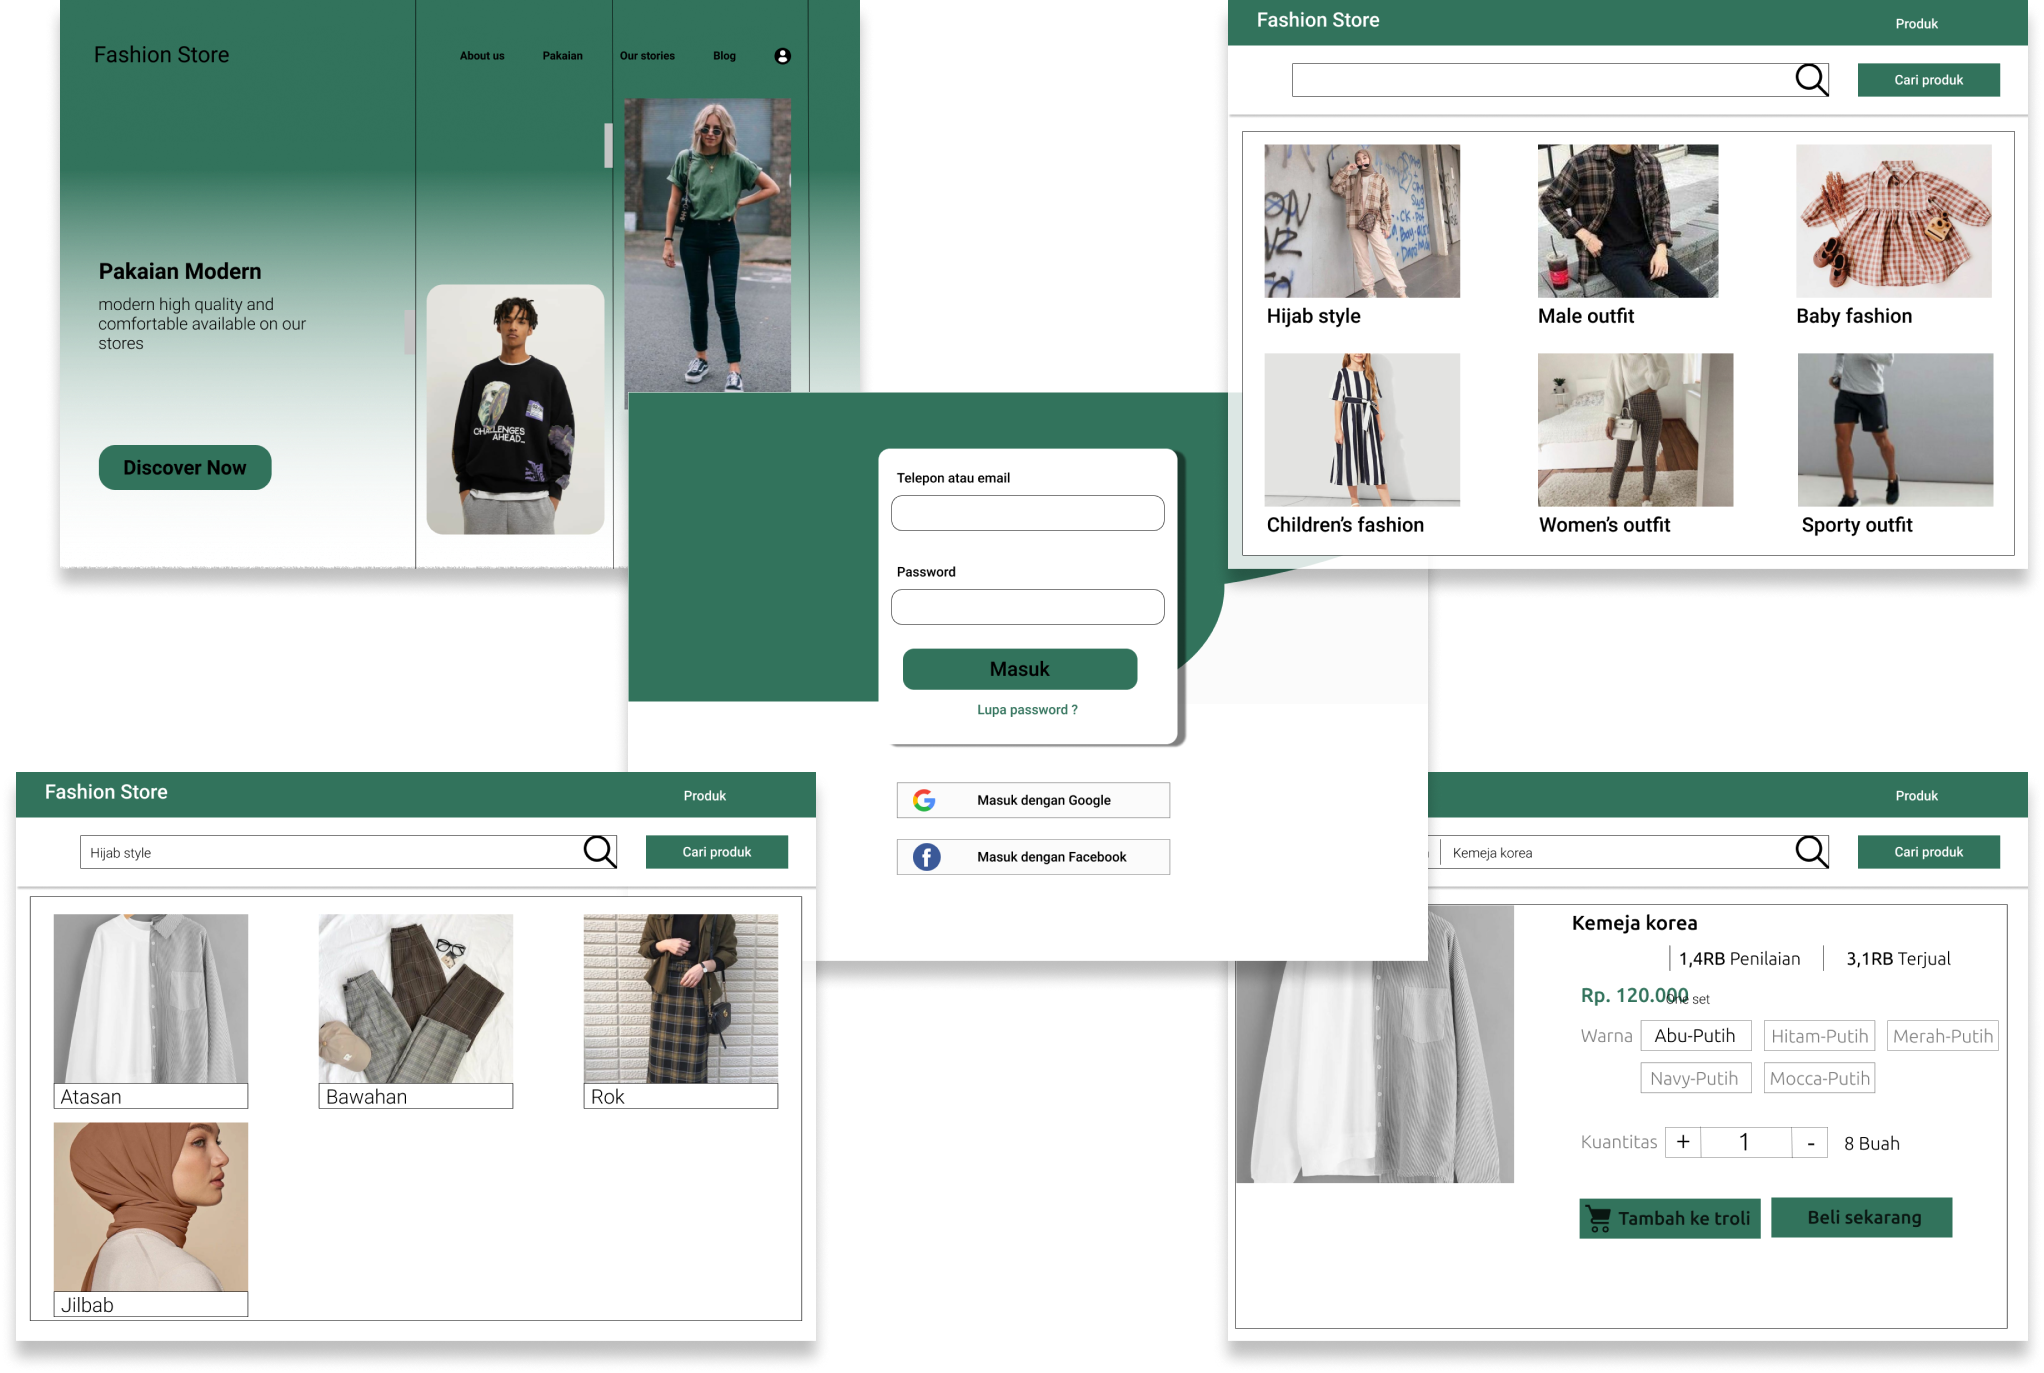 Fashion Store
About us
Pakaian
Our stories
Blog
Pakaian Modern
modern high quality and
comfortable available on our
stores
Discover Now
CHALLENGES
AHEAD
Fashion Store
Produk
Cari produk
Hijab style
Male outfit
Baby fashion
Children's fashion
Women's outfit
Sporty outfit
Telepon atau email
Password
Masuk
Lupa password ?
Masuk dengan Google
Masuk dengan Facebook
Fashion Store
Produk
Hijab style
Cari produk
Atasan
Bawahan
Rok
Jilbab
Produk
Kemeja korea
Cari produk
Kemeja korea
1,4RB Penilaian
3,1RB Terjual
Rp. 120.000
One set
Warna
Abu-Putih
Hitam-Putih
Merah-Putih
Navy-Putih
Mocca-Putih
Kuantitas
+
1
-
8 Buah
Tambah ke troli
Beli sekarang